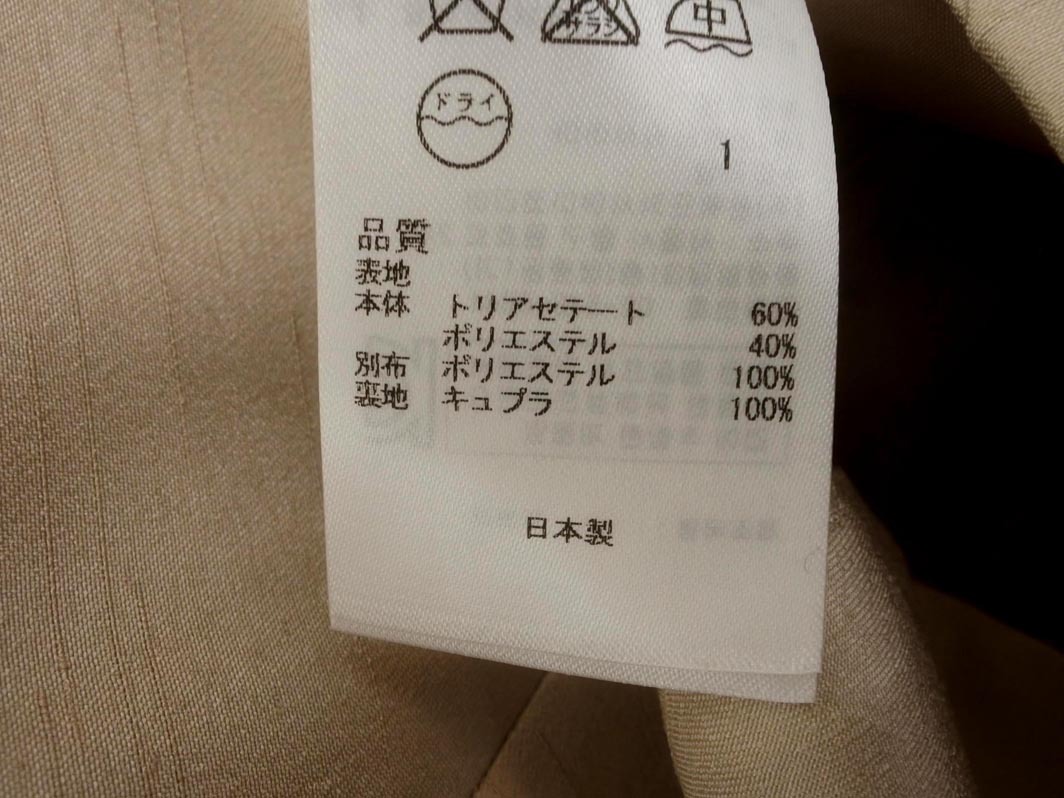 サラシ
中
ドライ
1
品質
表地
本体 トリアセテート 60%
ポリエステル 40%
別布 ポリエステル 100%
裏地 キュプラ 100%
日本製